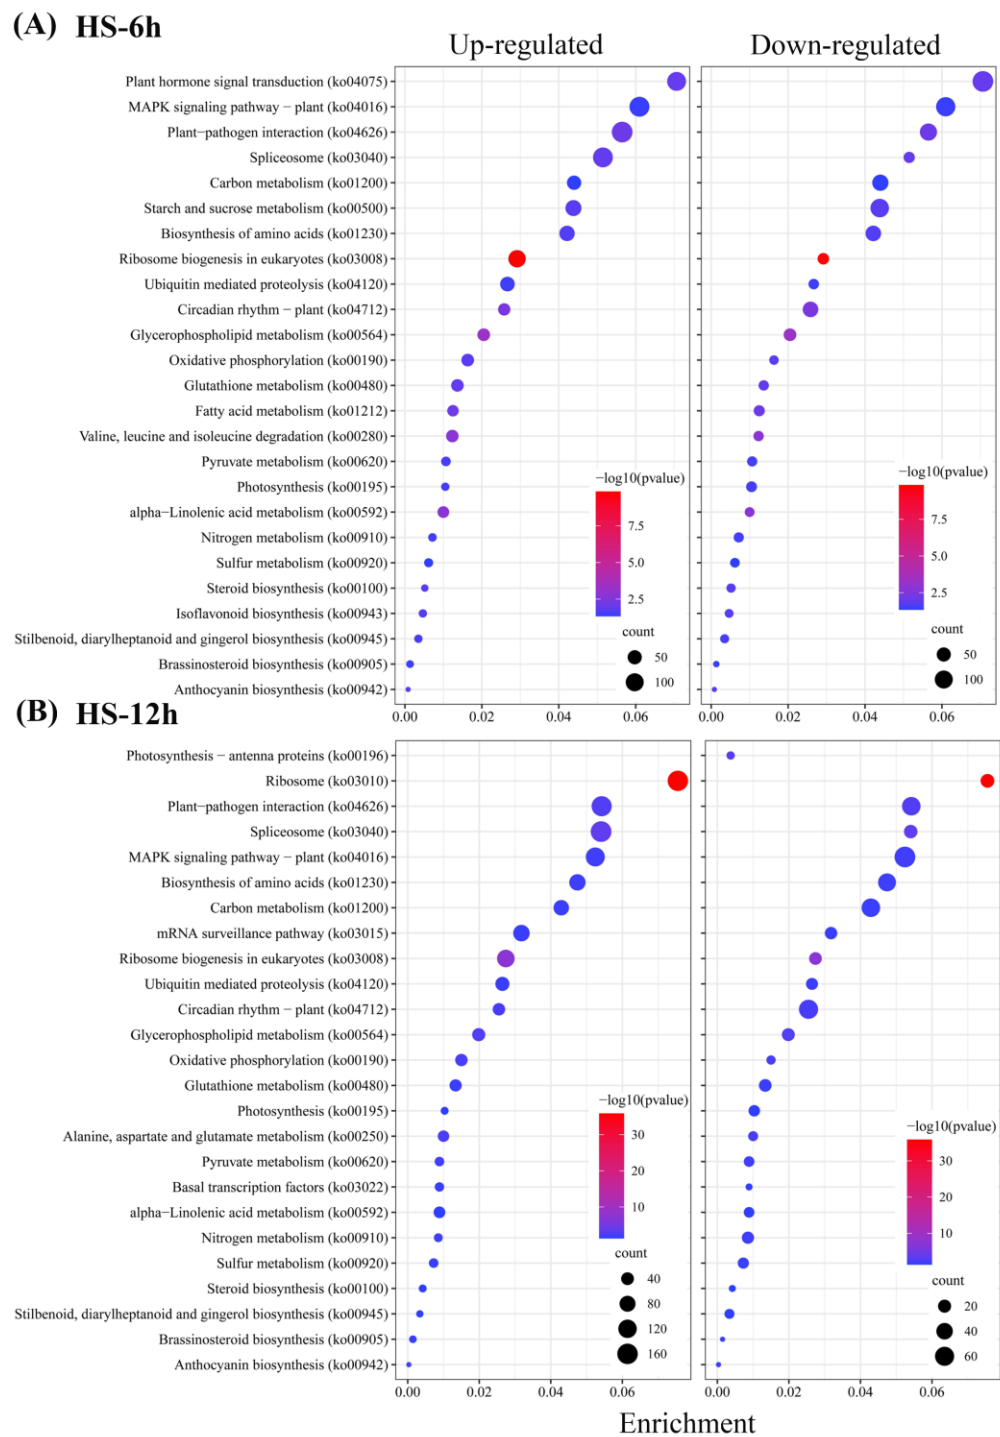 (A) HS-6h
Up-regulated
Down-regulated
Plant hormone signal transduction (ko04075)
MAPK signaling pathway − plant (ko04016)
Plant−pathogen interaction (ko04626)
Spliceosome (ko03040)
Carbon metabolism (ko01200)
Starch and sucrose metabolism (ko00500)
Biosynthesis of amino acids (ko01230)
Ribosome biogenesis in eukaryotes (ko03008)
Ubiquitin mediated proteolysis (ko04120)
Circadian rhythm − plant (ko04712)
Glycerophospholipid metabolism (ko00564)
Oxidative phosphorylation (ko00190)
Glutathione metabolism (ko00480)
Fatty acid metabolism (ko01212)
Valine, leucine and isoleucine degradation (ko00280)
Pyruvate metabolism (ko00620)
Photosynthesis (ko00195)
alpha−Linolenic acid metabolism (ko00592)
Nitrogen metabolism (ko00910)
Sulfur metabolism (ko00920)
Steroid biosynthesis (ko00100)
Isoflavonoid biosynthesis (ko00943)
Stilbenoid, diarylheptanoid and gingerol biosynthesis (ko00945)
Brassinosteroid biosynthesis (ko00905)
Anthocyanin biosynthesis (ko00942)
−log10(pvalue)
7.5
5.0
2.5
count
50
100
−log10(pvalue)
7.5
5.0
2.5
count
50
100
0.00 0.02 0.04 0.06
0.00 0.02 0.04 0.06
(B) HS-12h
Photosynthesis − antenna proteins (ko00196)
Ribosome (ko03010)
Plant−pathogen interaction (ko04626)
Spliceosome (ko03040)
MAPK signaling pathway − plant (ko04016)
Biosynthesis of amino acids (ko01230)
Carbon metabolism (ko01200)
mRNA surveillance pathway (ko03015)
Ribosome biogenesis in eukaryotes (ko03008)
Ubiquitin mediated proteolysis (ko04120)
Circadian rhythm − plant (ko04712)
Glycerophospholipid metabolism (ko00564)
Oxidative phosphorylation (ko00190)
Glutathione metabolism (ko00480)
Photosynthesis (ko00195)
Alanine, aspartate and glutamate metabolism (ko00250)
Pyruvate metabolism (ko00620)
Basal transcription factors (ko03022)
alpha−Linolenic acid metabolism (ko00592)
Nitrogen metabolism (ko00910)
Sulfur metabolism (ko00920)
Steroid biosynthesis (ko00100)
Stilbenoid, diarylheptanoid and gingerol biosynthesis (ko00945)
Brassinosteroid biosynthesis (ko00905)
Anthocyanin biosynthesis (ko00942)
−log10(pvalue)
30
20
10
count
40
80
120
160
−log10(pvalue)
30
20
10
count
20
40
60
0.00 0.02 0.04 0.06
0.00 0.02 0.04 0.06
Enrichment